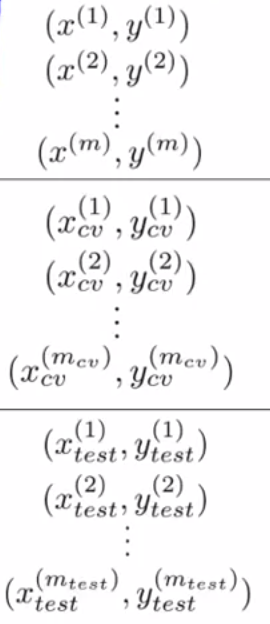 (x^{(1)}, y^{(1)})
(x^{(2)}, y^{(2)})
⋮
(x^{(m)}, y^{(m)})
(x_{cv}^{(1)}, y_{cv}^{(1)})
(x_{cv}^{(2)}, y_{cv}^{(2)})
⋮
(x_{cv}^{(m_{cv})}, y_{cv}^{(m_{cv})})
(x_{test}^{(1)}, y_{test}^{(1)})
(x_{test}^{(2)}, y_{test}^{(2)})
⋮
(x_{test}^{(m_{test})}, y_{test}^{(m_{test})})